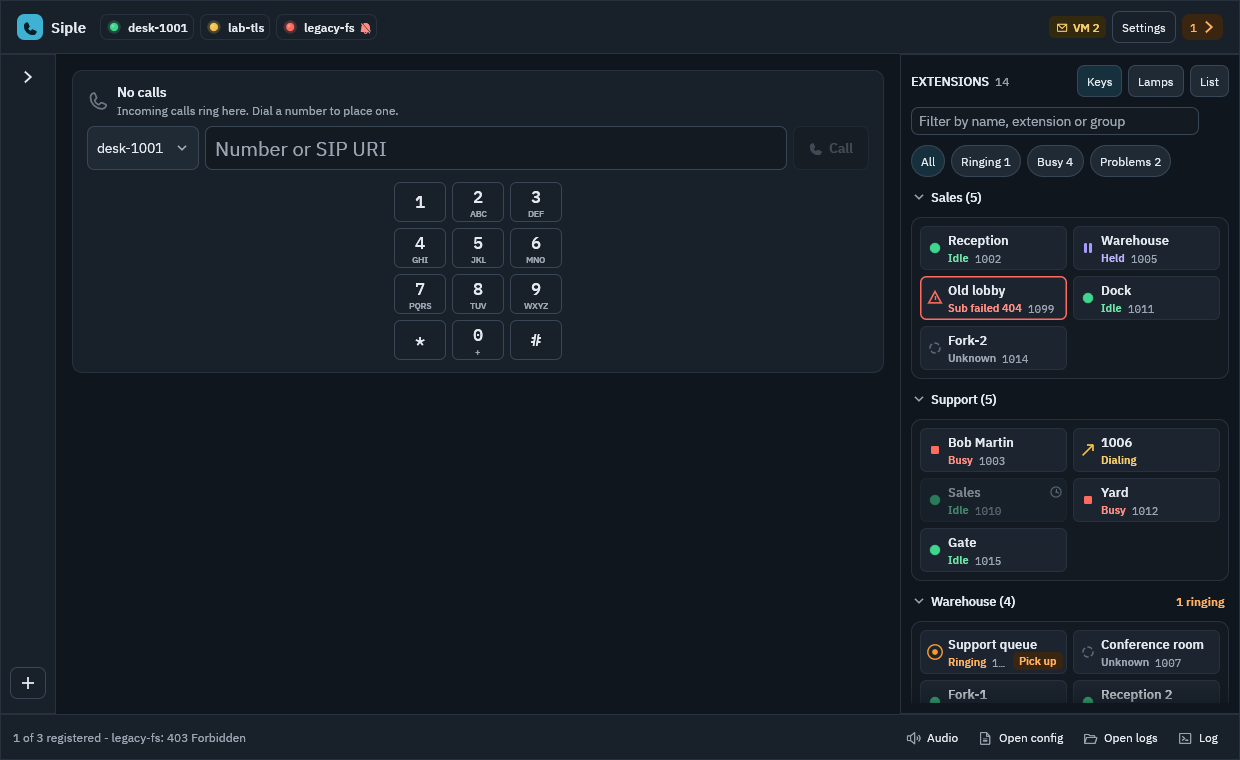 Siple
desk-1001
lab-tls
legacy-fs
VM 2
Settings
1
No calls
Incoming calls ring here. Dial a number to place one.
desk-1001
Number or SIP URI
Call
1
2
ABC
3
DEF
4
GHI
5
JKL
6
MNO
7
PQRS
8
TUV
9
WXYZ
*
0
+
#
EXTENSIONS 14
Keys
Lamps
List
Filter by name, extension or group
All
Ringing 1
Busy 4
Problems 2
Sales (5)
Reception
Idle 1002
Warehouse
Held 1005
Old lobby
Sub failed 404 1099
Dock
Idle 1011
Fork-2
Unknown 1014
Support (5)
Bob Martin
Busy 1003
1006
Dialing
Sales
Idle 1010
Yard
Busy 1012
Gate
Idle 1015
Warehouse (4)
1 ringing
Support queue
Ringing 1…
Pick up
Conference room
Unknown 1007
Fork-1
Reception 2
1 of 3 registered - legacy-fs: 403 Forbidden
Audio
Open config
Open logs
Log